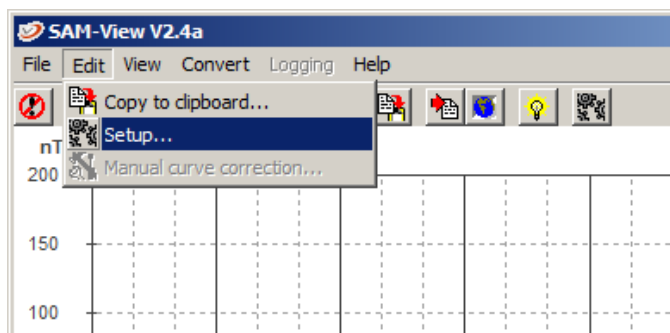 SAM-View V2.4a
File Edit View Convert Logging Help
Copy to clipboard...
Setup...
Manual curve correction...
nT
200
150
100